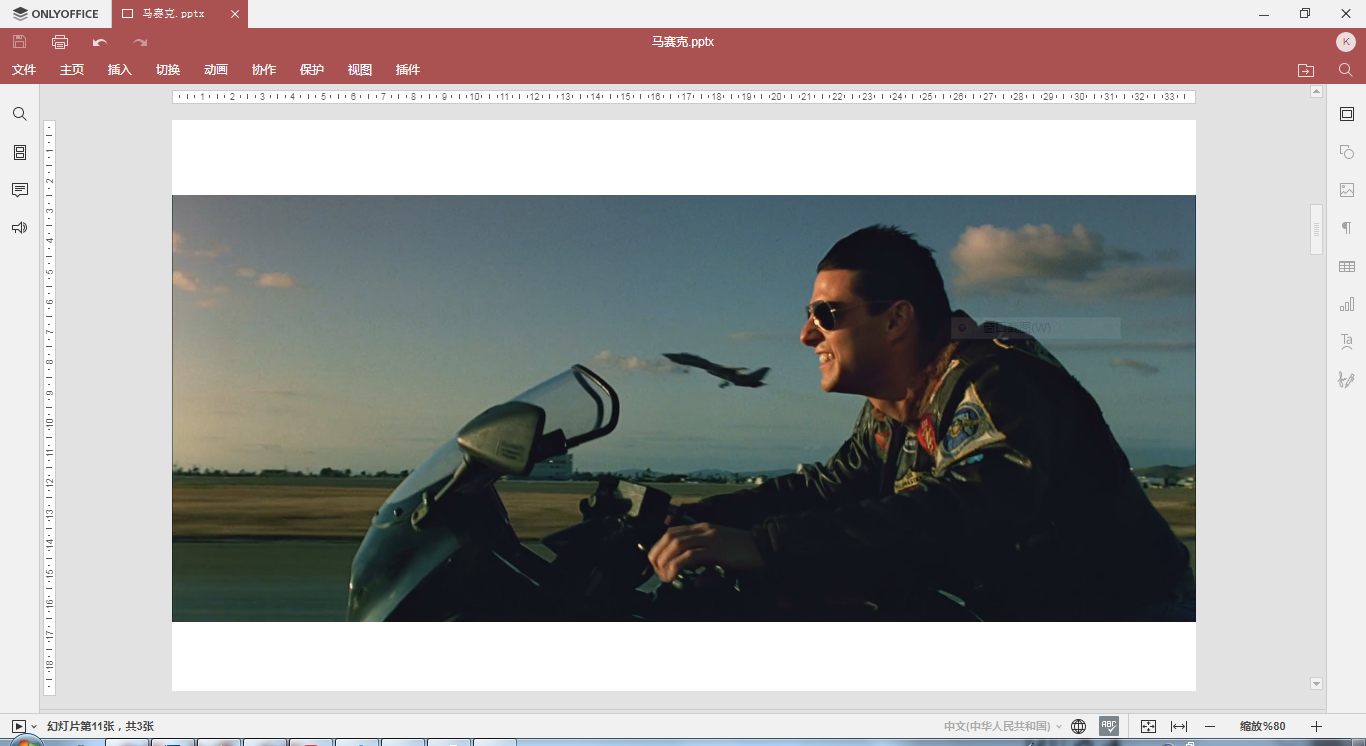 ONLYOFFICE
马赛克.pptx
马赛克.pptx
K
文件 主页 插入 切换 动画 协作 保护 视图 插件
1 2 3 4 5 6 7 8 9 10 11 12 13 14 15 16 17 18 19 20 21 22 23 24 25 26 27 28 29 30 31 32 33
1 2 3 4 5 6 7 8 9 10 11 12 13 14 15 16 17 18
Ta
幻灯片第11张，共3张
中文(中华人民共和国)
ABC
缩放%80